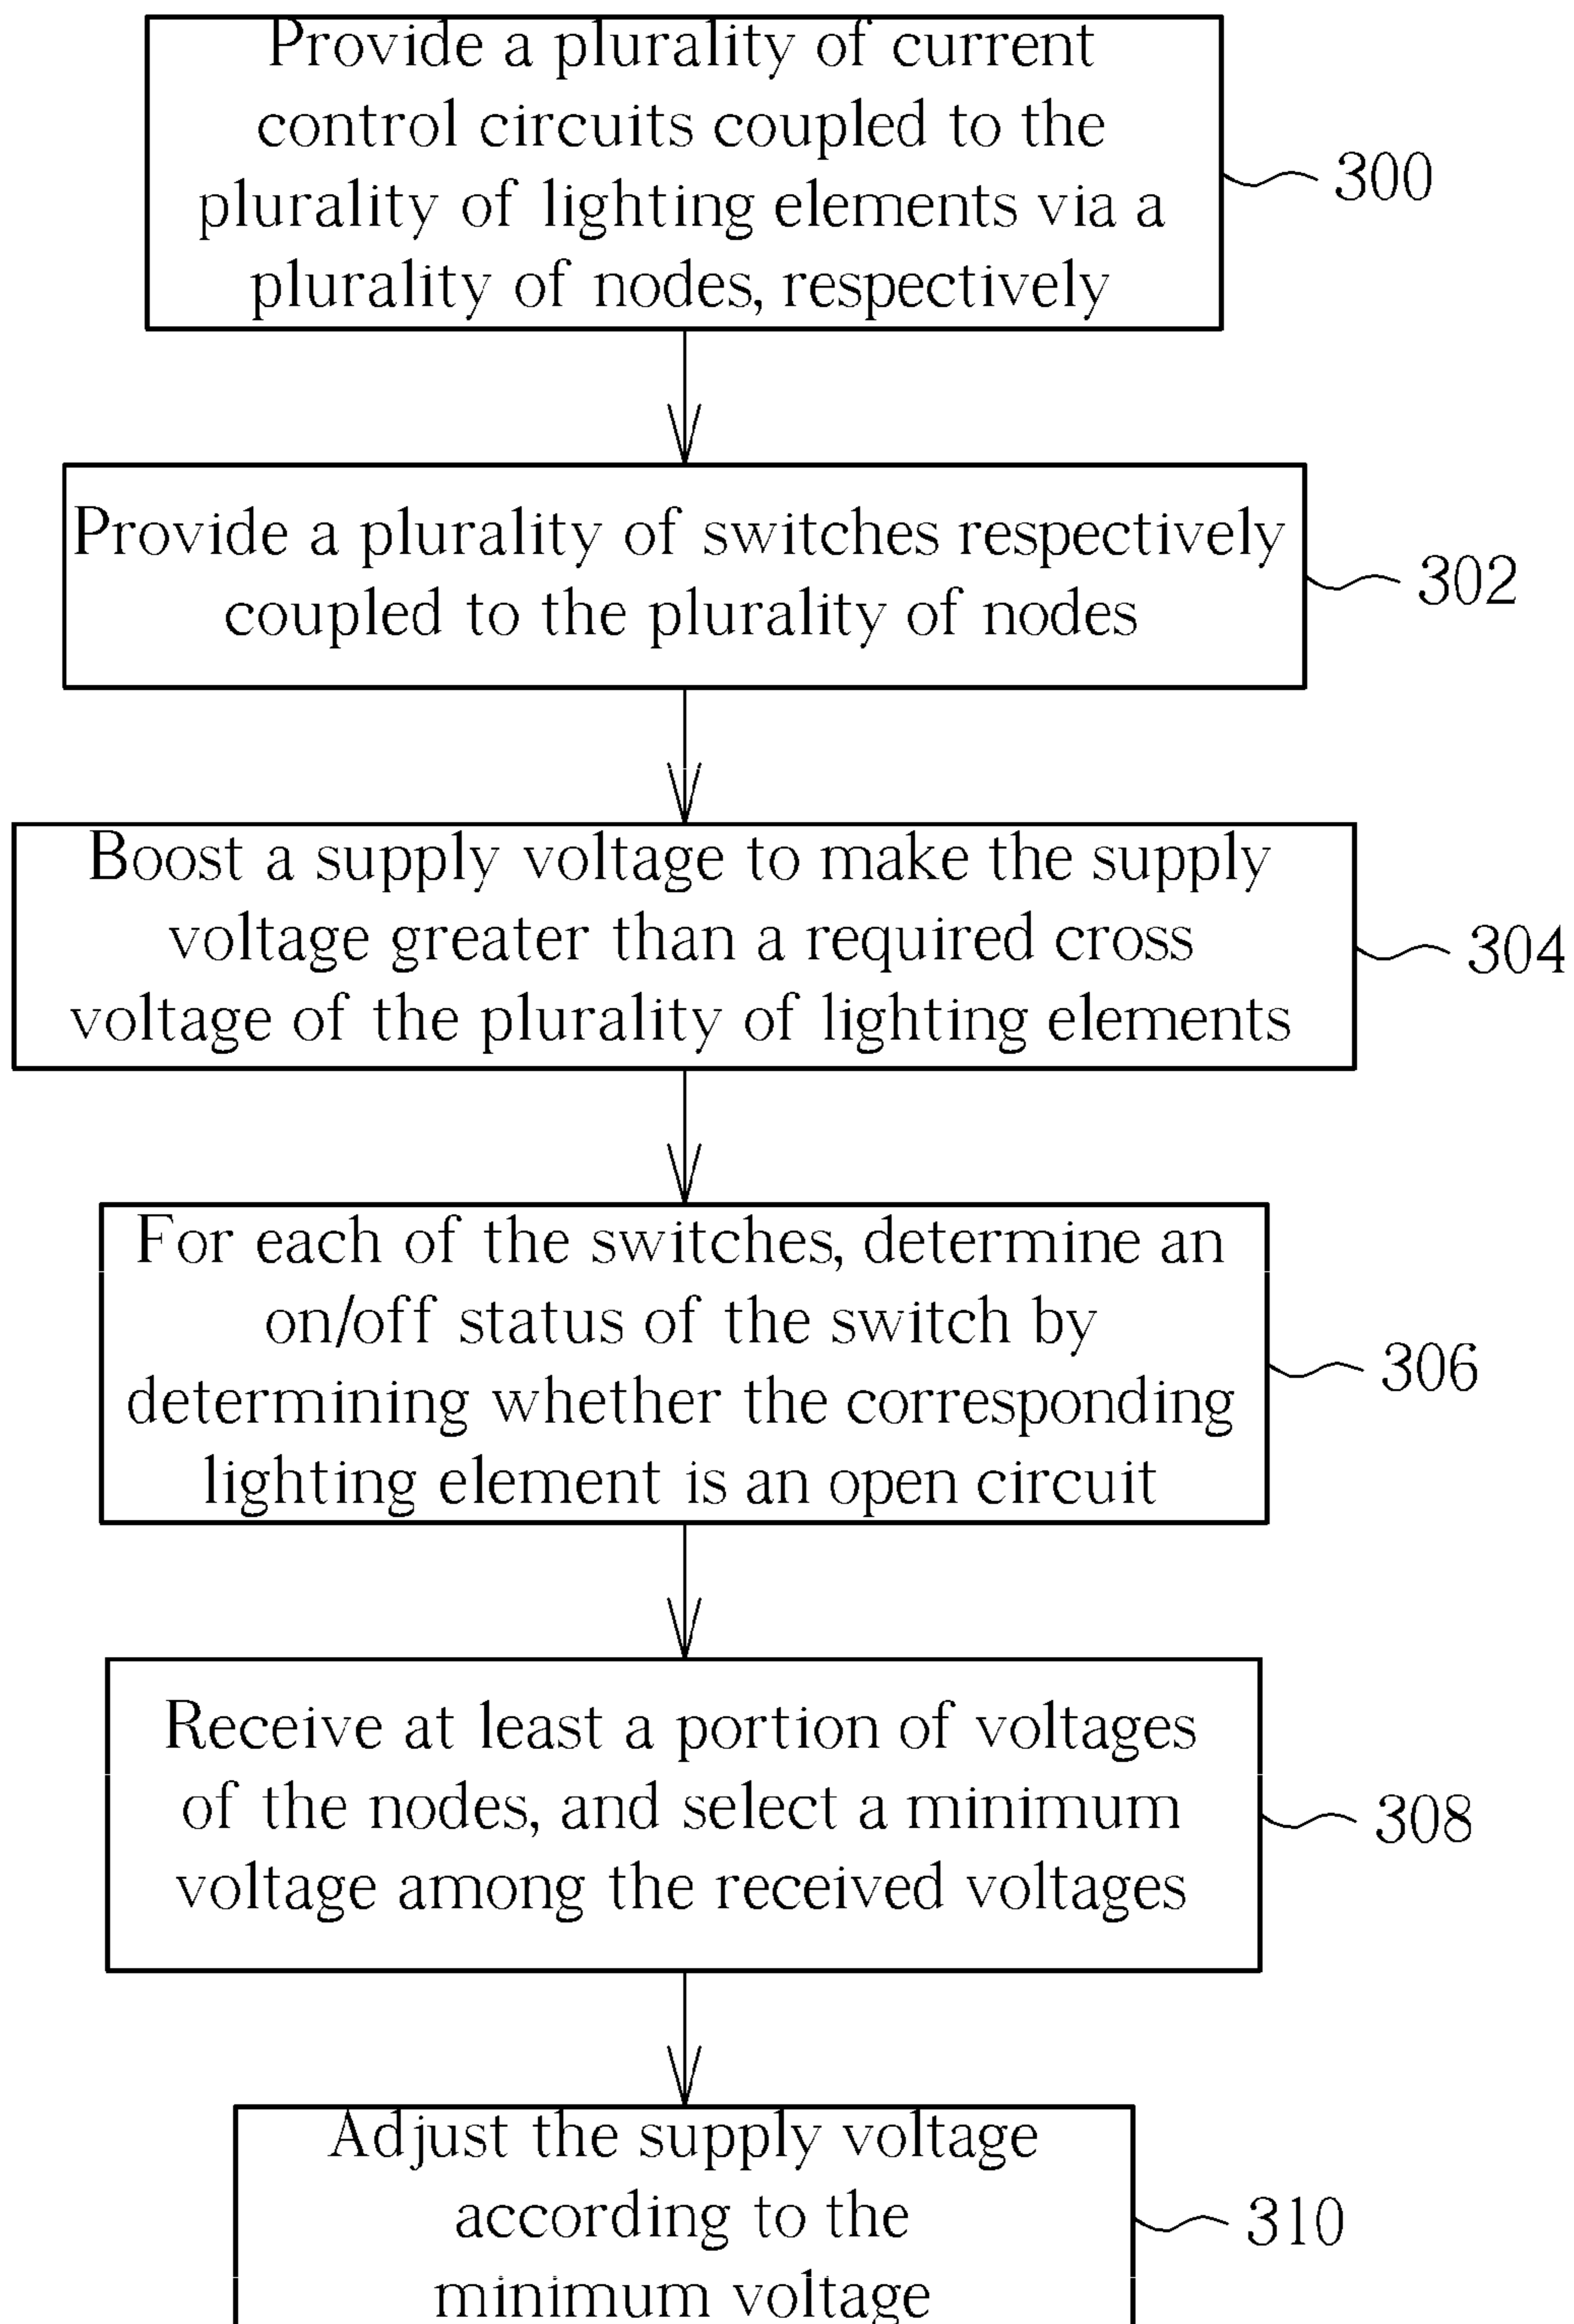 Provide a plurality of current
control circuits coupled to the
plurality of lighting elements via a
plurality of nodes, respectively
300
Provide a plurality of switches respectively
coupled to the plurality of nodes
302
Boost a supply voltage to make the supply
voltage greater than a required cross
voltage of the plurality of lighting elements
304
For each of the switches, determine an
on/off status of the switch by
determining whether the corresponding
lighting element is an open circuit
306
Receive at least a portion of voltages
of the nodes, and select a minimum
voltage among the received voltages
308
Adjust the supply voltage
according to the
minimum voltage
310